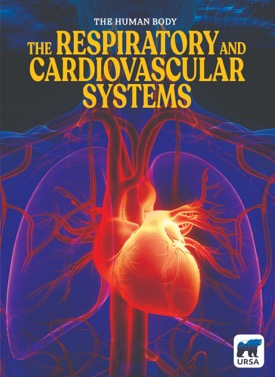 THE HUMAN BODY
THE RESPIRATORY AND
CARDIOVASCULAR
SYSTEMS
URSA